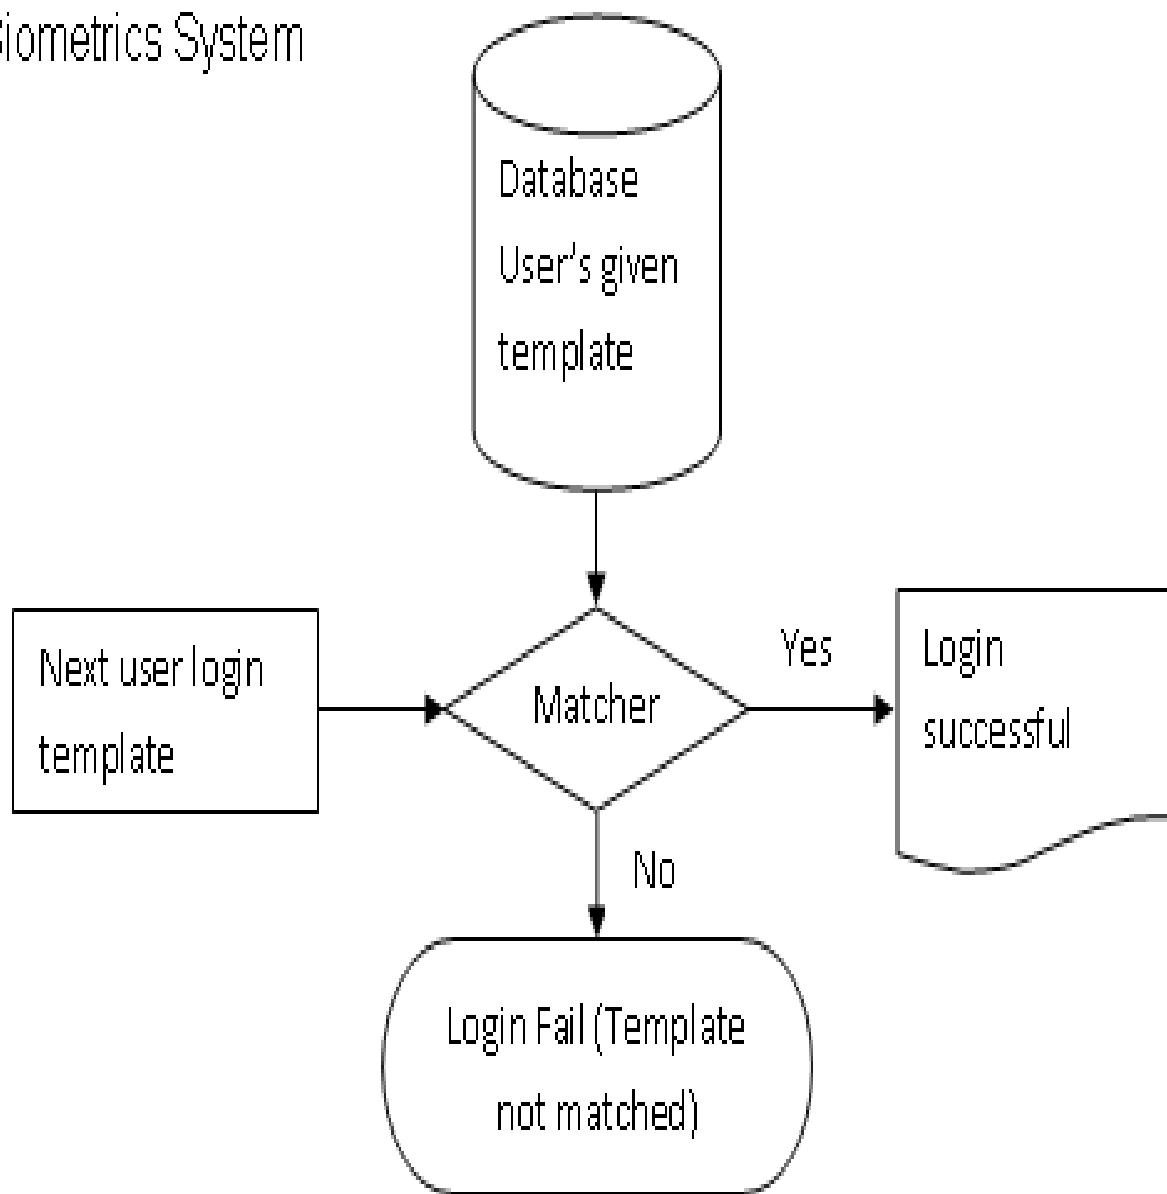 Biometrics System
Database
User's given
template
Next user login
template
Matcher
Yes
Login
successful
No
Login Fail (Template
not matched)